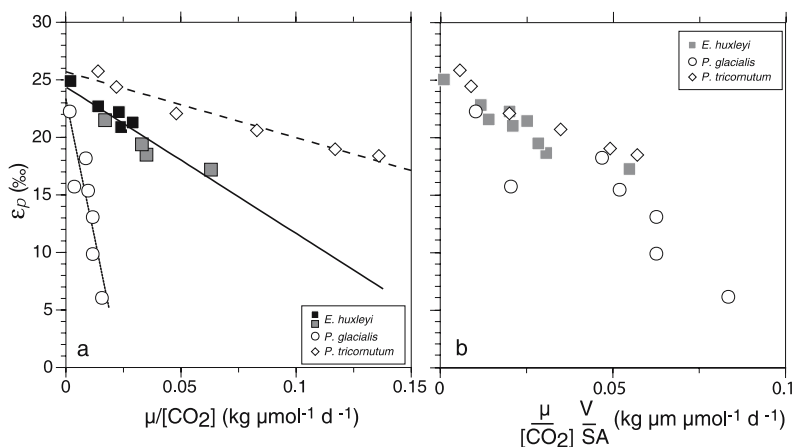 30
25
20
15
10
5
0
εp (‰)
a
E. huxleyi
P. glacialis
P. tricornutum
0 0.05 0.1 0.15
μ/[CO2] (kg μmol-1 d -1)
E. huxleyi
P. glacialis
P. tricornutum
b
0 0.05 0.1
μ V
[CO2] SA (kg μm μmol-1 d -1)